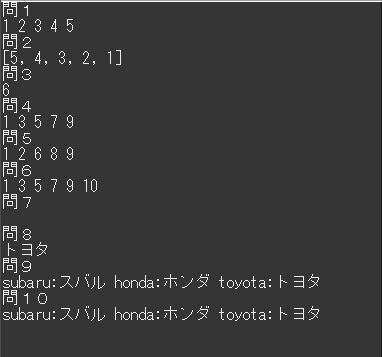 問１
1 2 3 4 5
問２
[5, 4, 3, 2, 1]
問３
6
問４
1 3 5 7 9
問５
1 2 6 8 9
問６
1 3 5 7 9 10
問７
問８
トヨタ
問９
subaru:スバル honda:ホンダ toyota:トヨタ
問１０
subaru:スバル honda:ホンダ toyota:トヨタ